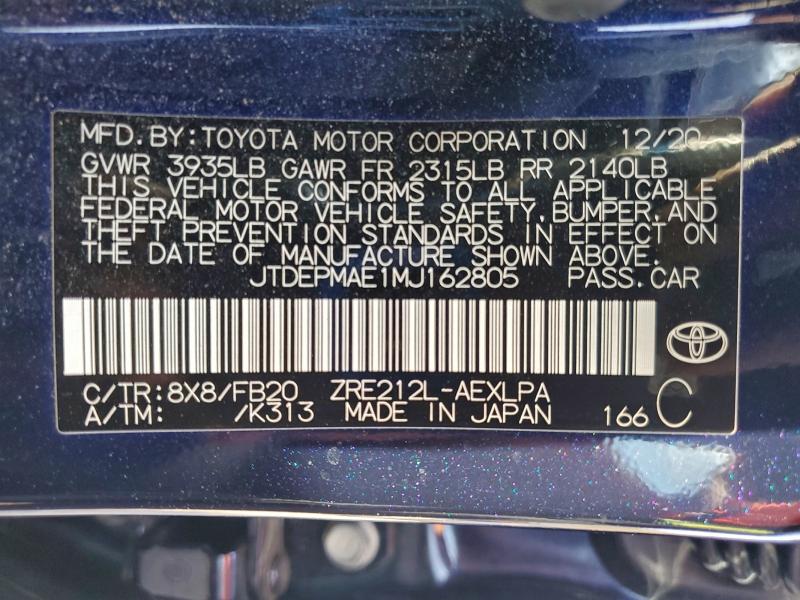 MFD.BY:TOYOTA MOTOR CORPORATION 12/20
GVWR 3935LB GAWR FR 2315LB RR 2140LB
THIS VEHICLE CONFORMS TO ALL APPLICABLE
FEDERAL MOTOR VEHICLE SAFETY, BUMPER, AND
THEFT PREVENTION STANDARDS IN EFFECT ON
THE DATE OF MANUFACTURE SHOWN ABOVE.
JTDEPMAE1MJ162805 PASS.CAR
C/TR:8X8/FB20 ZRE212L-AEXLPA
A/TM: /K313 MADE IN JAPAN 166 C